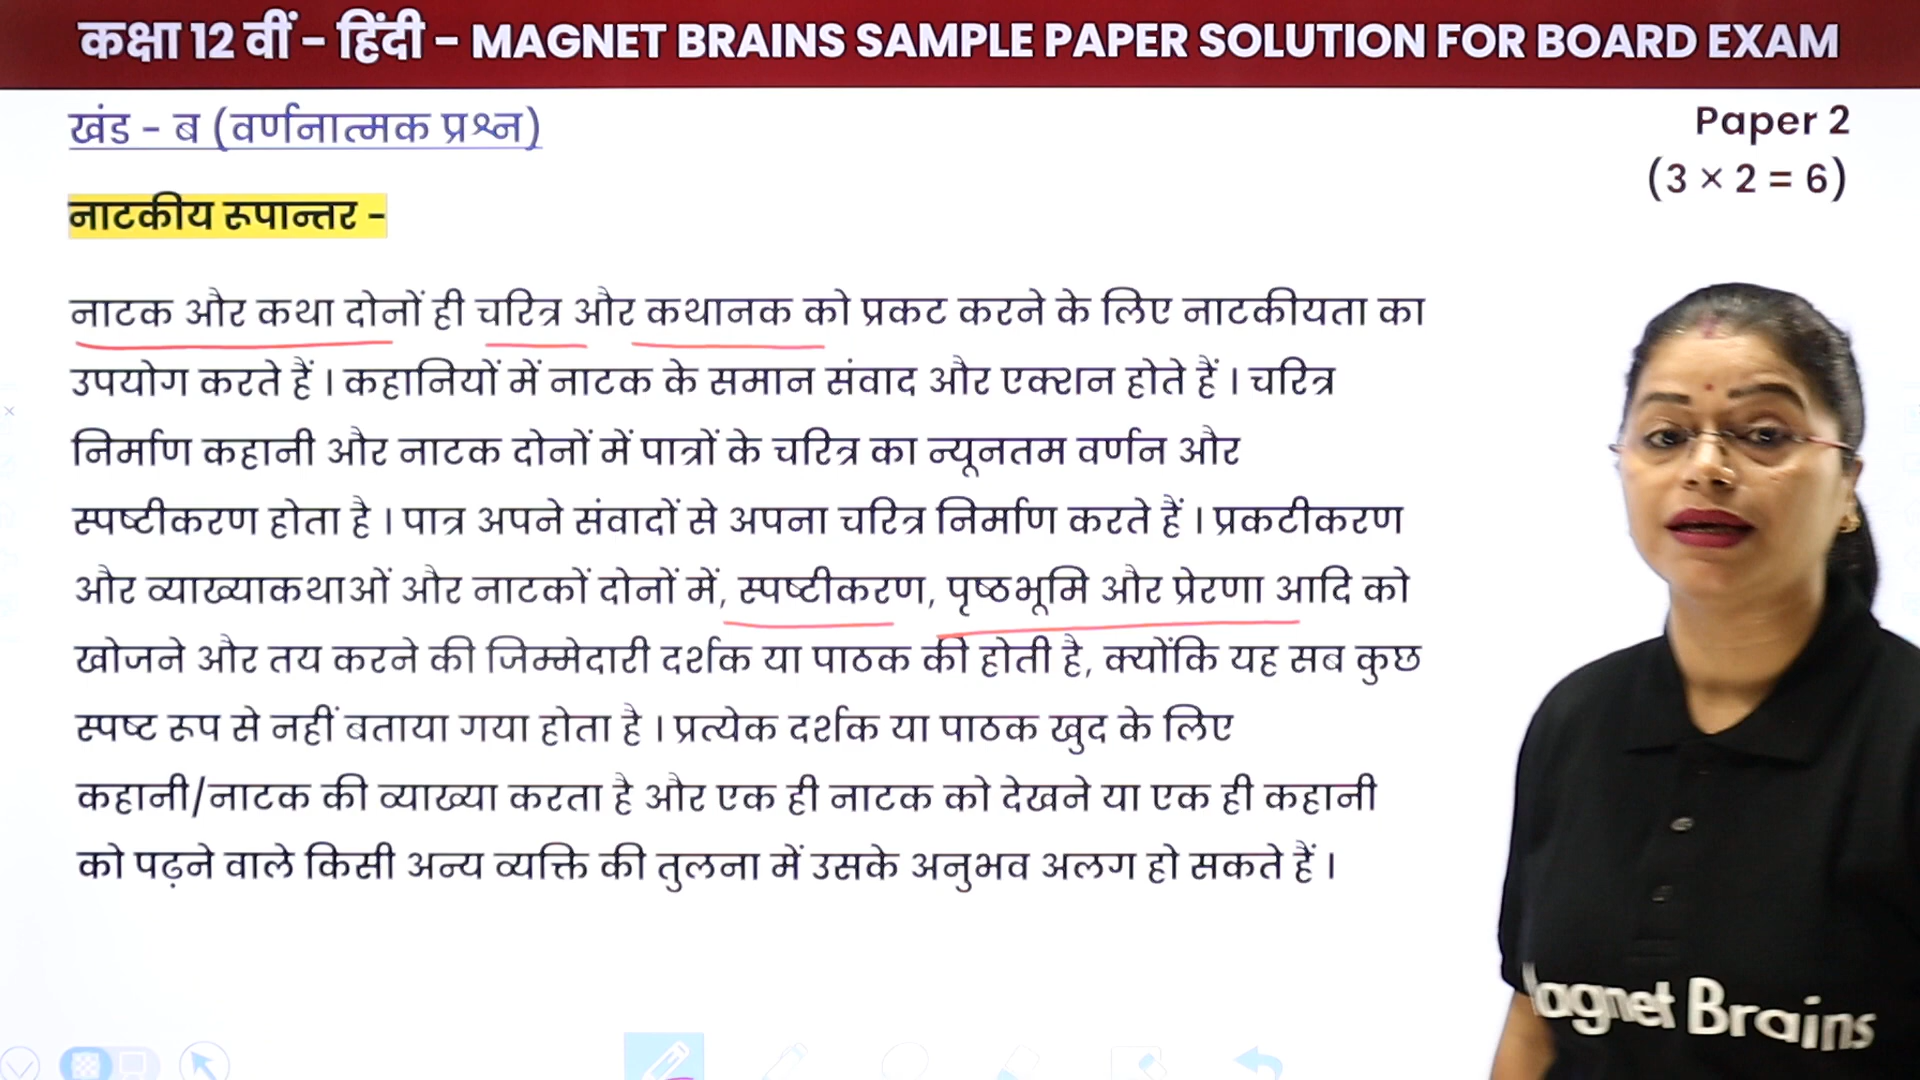 कक्षा 12 वीं – हिंदी – MAGNET BRAINS SAMPLE PAPER SOLUTION FOR BOARD EXAM
खंड – ब (वर्णनात्मक प्रश्न)
Paper 2
(3 × 2 = 6)
नाटकीय रूपान्तर –
नाटक और कथा दोनों ही चरित्र और कथानक को प्रकट करने के लिए नाटकीयता का
उपयोग करते हैं । कहानियों में नाटक के समान संवाद और एक्शन होते हैं । चरित्र
निर्माण कहानी और नाटक दोनों में पात्रों के चरित्र का न्यूनतम वर्णन और
स्पष्टीकरण होता है । पात्र अपने संवादों से अपना चरित्र निर्माण करते हैं । प्रकटीकरण
और व्याख्याकथाओं और नाटकों दोनों में, स्पष्टीकरण, पृष्ठभूमि और प्रेरणा आदि को
खोजने और तय करने की जिम्मेदारी दर्शक या पाठक की होती है, क्योंकि यह सब कुछ
स्पष्ट रूप से नहीं बताया गया होता है । प्रत्येक दर्शक या पाठक खुद के लिए
कहानी/नाटक की व्याख्या करता है और एक ही नाटक को देखने या एक ही कहानी
को पढ़ने वाले किसी अन्य व्यक्ति की तुलना में उसके अनुभव अलग हो सकते हैं ।
agnet Brains